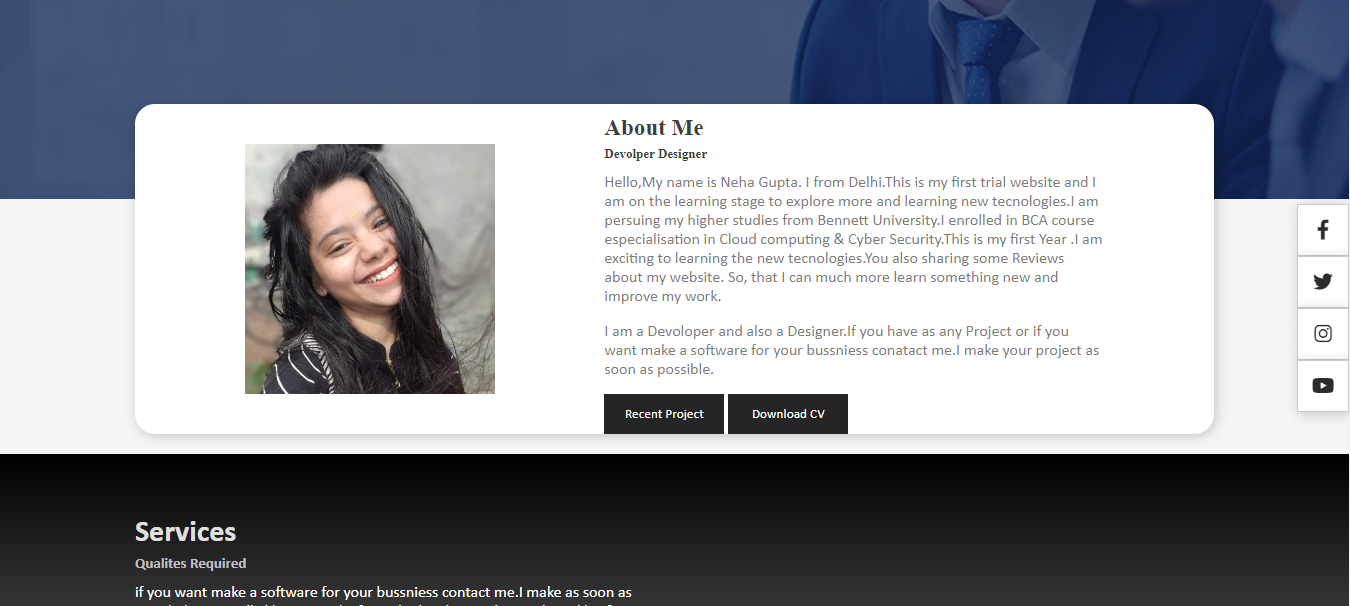 About Me
Devolper Designer
Hello,My name is Neha Gupta. I from Delhi.This is my first trial website and I
am on the learning stage to explore more and learning new tecnologies.I am
persuing my higher studies from Bennett University.I enrolled in BCA course
especialisation in Cloud computing & Cyber Security.This is my first Year .I am
exciting to learning the new tecnologies.You also sharing some Reviews
about my website. So, that I can much more learn something new and
improve my work.
I am a Devoloper and also a Designer.If you have as any Project or if you
want make a software for your bussniess conatact me.I make your project as
soon as possible.
Recent Project Download CV
Services
Qualites Required
if you want make a software for your bussniess contact me.I make as soon as